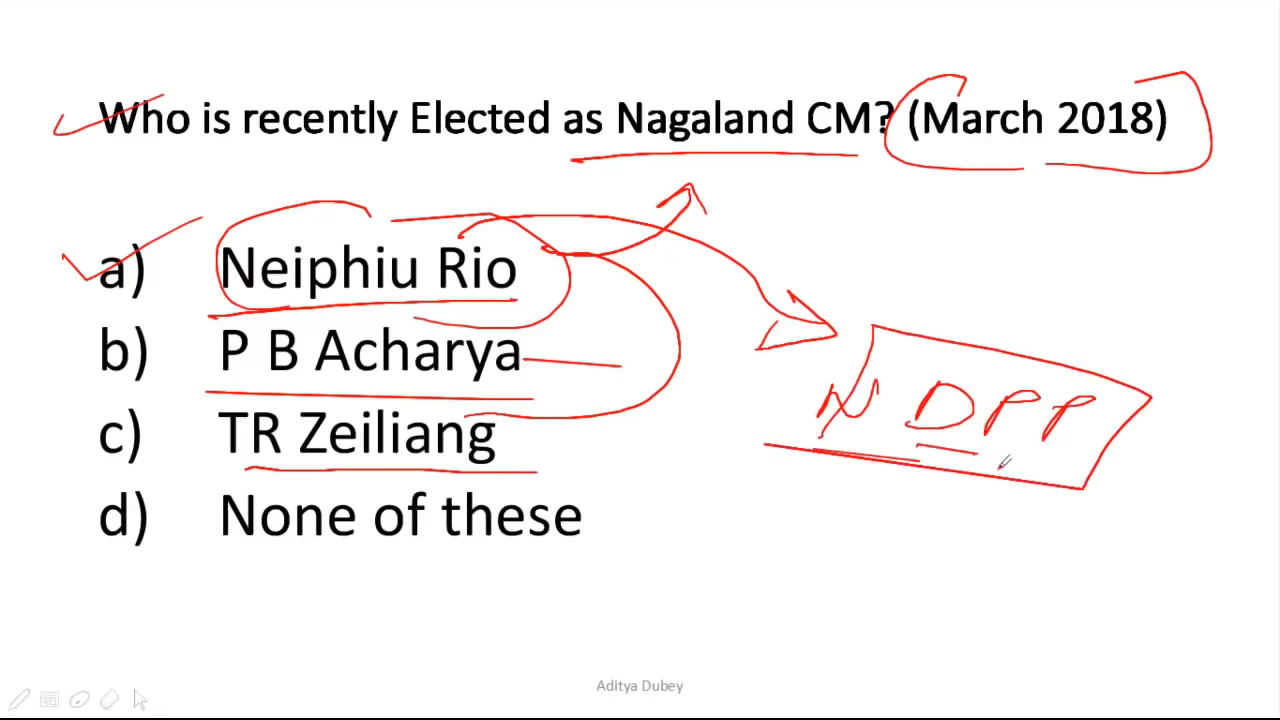 Who is recently Elected as Nagaland CM? (March 2018)
a) Neiphiu Rio
b) P B Acharya
c) TR Zeiliang
d) None of these
NDPP
Aditya Dubey